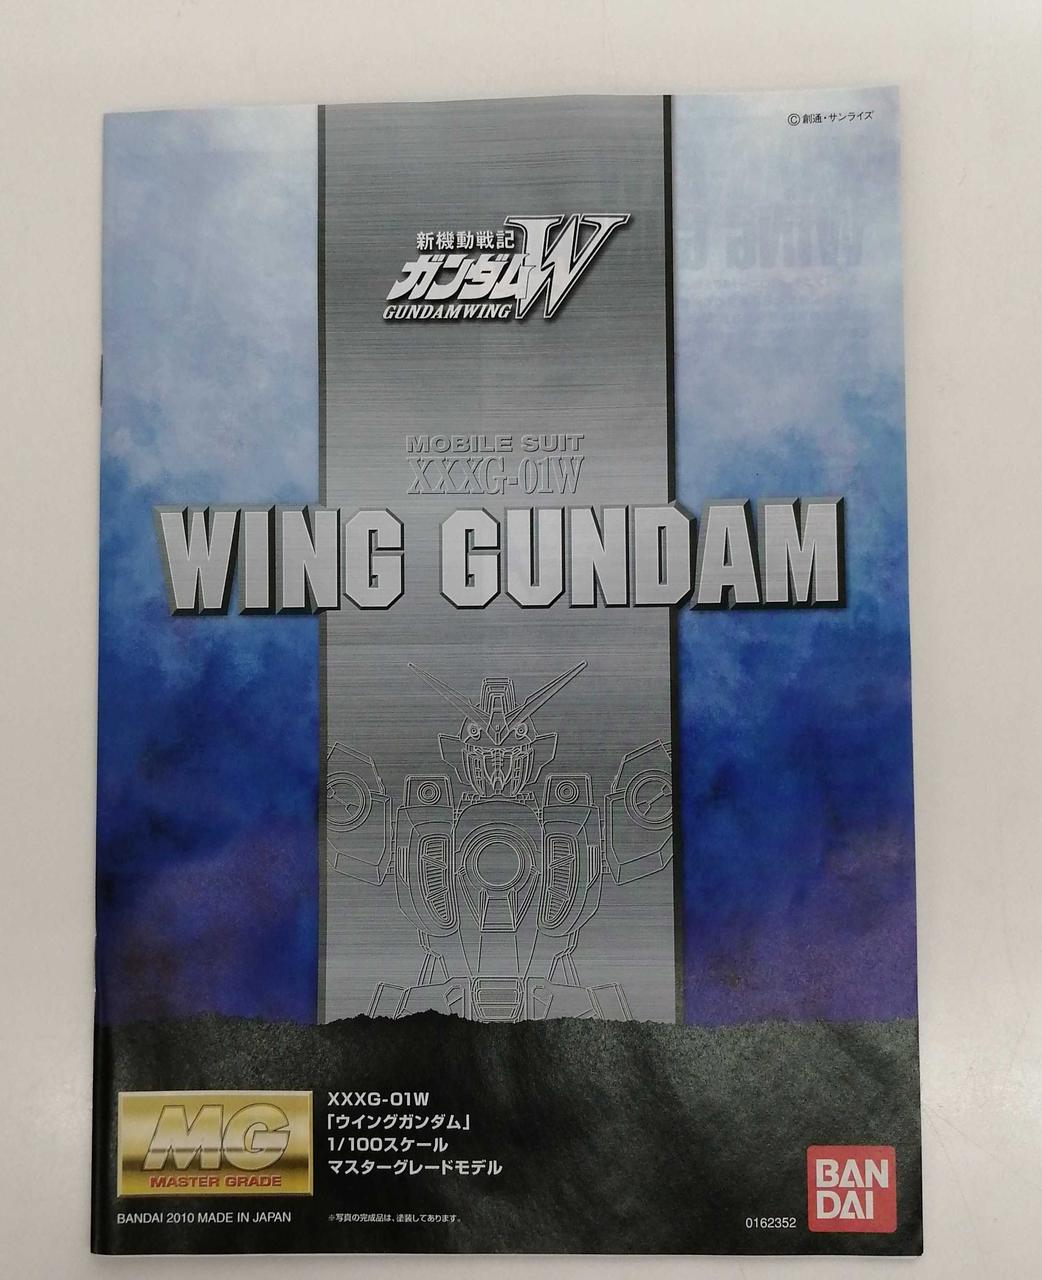 ©創通・サンライズ
新機動戦記
ガンダムW
GUNDAMWING
MOBILE SUIT
XXXG-01W
WING GUNDAM
MG
MASTER GRADE
XXXG-01W
「ウイングガンダム」
1/100スケール
マスターグレードモデル
BANDAI 2010 MADE IN JAPAN
※写真の完成品は、塗装してあります。
0162352
BAN
DAI